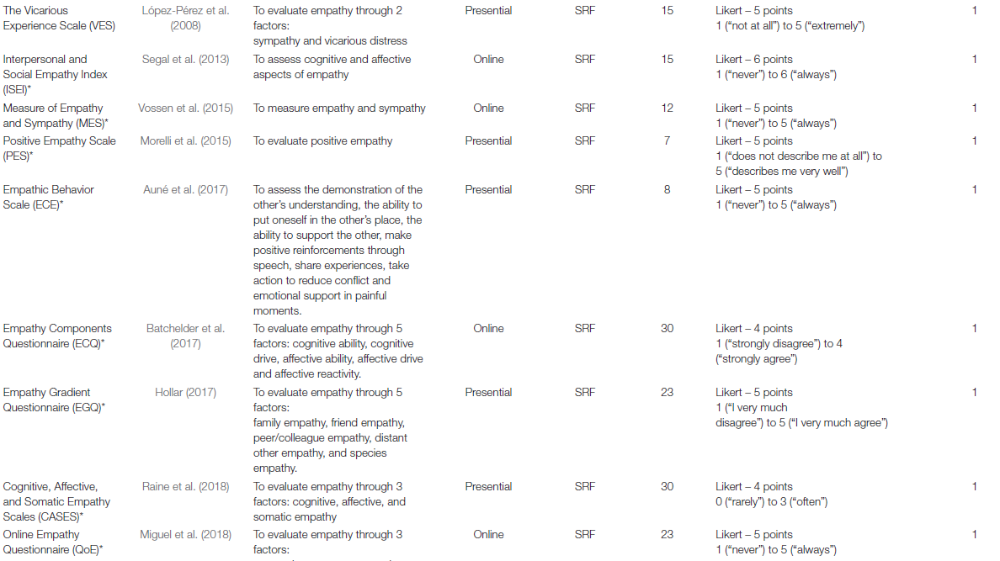 The Vicarious López-Pérez et al. To evaluate empathy through 2 Presential SRF 15 Likert – 5 points 1
Experience Scale (VES) (2008) factors: 1 (“not at all”) to 5 (“extremely”)
sympathy and vicarious distress
Interpersonal and Segal et al. (2013) To assess cognitive and affective Online SRF 15 Likert – 6 points 1
Social Empathy Index aspects of empathy 1 (“never”) to 6 (“always”)
(ISEI)*
Measure of Empathy Vossen et al. (2015) To measure empathy and sympathy Online SRF 12 Likert – 5 points 1
and Sympathy (MES)* 1 (“never”) to 5 (“always”)
Positive Empathy Scale Morelli et al. (2015) To evaluate positive empathy Presential SRF 7 Likert – 5 points 1
(PES)* 1 (“does not describe me at all”) to
5 (“describes me very well”)
Empathic Behavior Auné et al. (2017) To assess the demonstration of the Presential SRF 8 Likert – 5 points 1
Scale (ECE)* other’s understanding, the ability to 1 (“never”) to 5 (“always”)
put oneself in the other’s place, the
ability to support the other, make
positive reinforcements through
speech, share experiences, take
action to reduce conflict and
emotional support in painful
moments.
Empathy Components Batchelder et al. To evaluate empathy through 5 Online SRF 30 Likert – 4 points 1
Questionnaire (ECQ)* (2017) factors: cognitive ability, cognitive 1 (“strongly disagree”) to 4
drive, affective ability, affective drive (“strongly agree”)
and affective reactivity.
Empathy Gradient Hollar (2017) To evaluate empathy through 5 Presential SRF 23 Likert – 5 points 1
Questionnaire (EGQ)* factors: 1 (“I very much
family empathy, friend empathy, disagree”) to 5 (“I very much agree”)
peer/colleague empathy, distant
other empathy, and species
empathy.
Cognitive, Affective, Raine et al. (2018) To evaluate empathy through 3 Presential SRF 30 Likert – 4 points 1
and Somatic Empathy factors: cognitive, affective, and 0 (“rarely”) to 3 (“often”)
Scales (CASES)* somatic empathy
Online Empathy Miguel et al. (2018) To evaluate empathy through 3 Online SRF 23 Likert – 5 points 1
Questionnaire (QoE)* factors: 1 (“never”) to 5 (“always”)